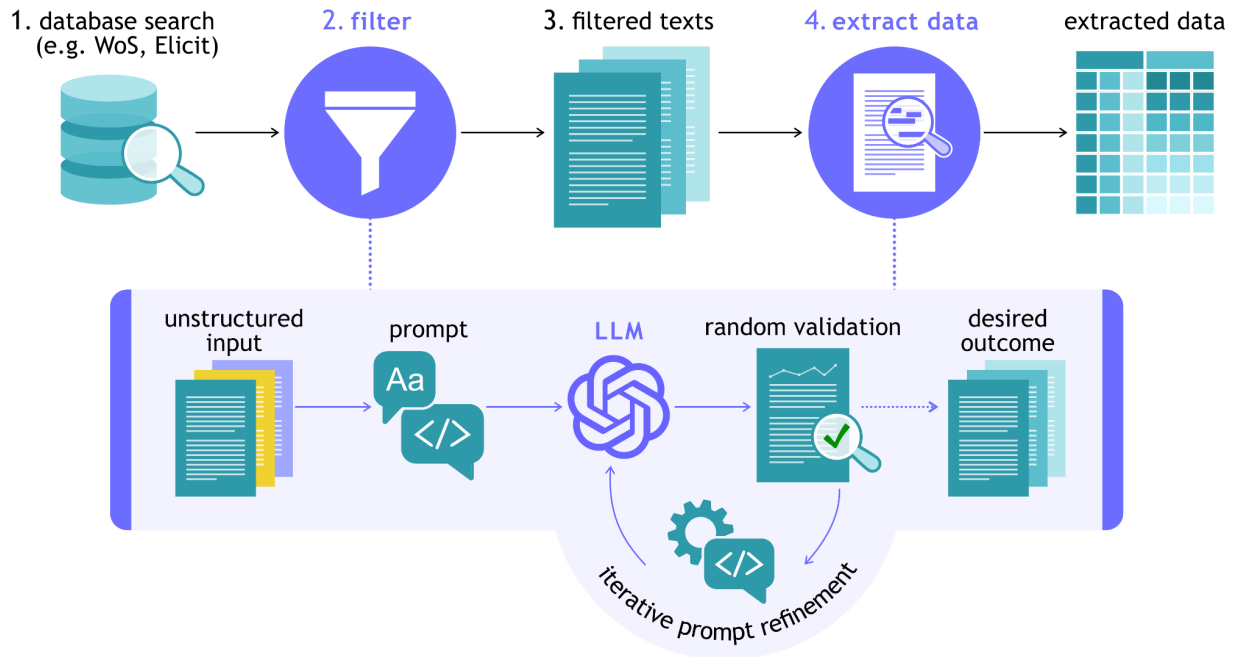 1. database search
(e.g. WoS, Elicit)
2. filter
3. filtered texts
4. extract data
extracted data
unstructured
input
prompt
Aa
</>
LLM
random validation
desired
outcome
</>
iterative prompt refinement